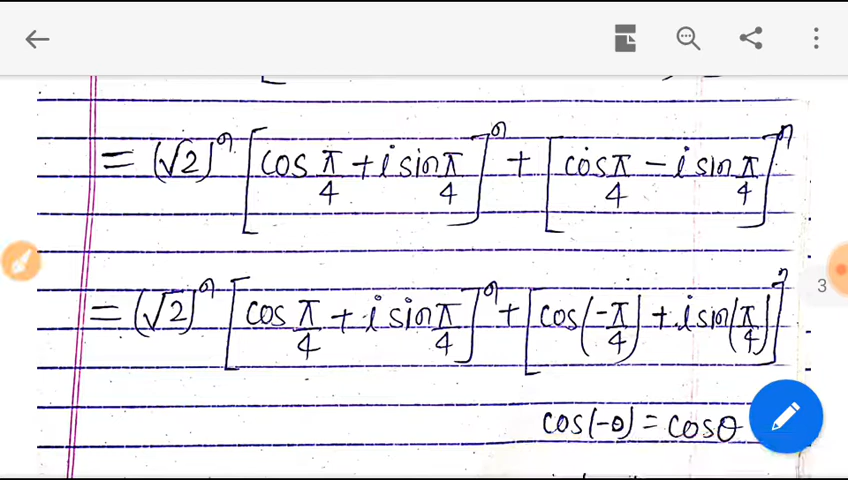 = (√2)ⁿ [cos π/4 + i sin π/4]ⁿ + [cos π/4 − i sin π/4]ⁿ
= (√2)ⁿ [cos π/4 + i sin π/4]ⁿ + [cos(−π/4) + i sin(π/4)]ⁿ
3
cos(−θ) = cosθ